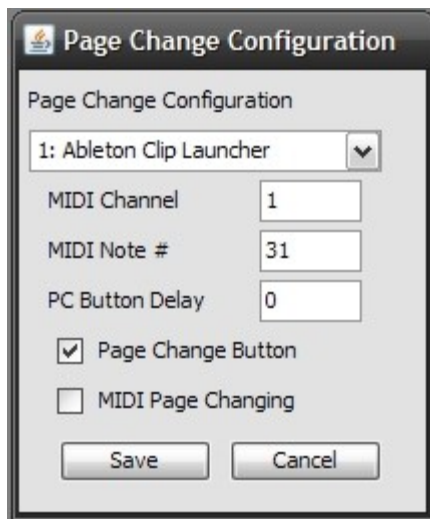 Page Change Configuration
Page Change Configuration
1: Ableton Clip Launcher
MIDI Channel 1
MIDI Note # 31
PC Button Delay 0
Page Change Button
MIDI Page Changing
Save Cancel